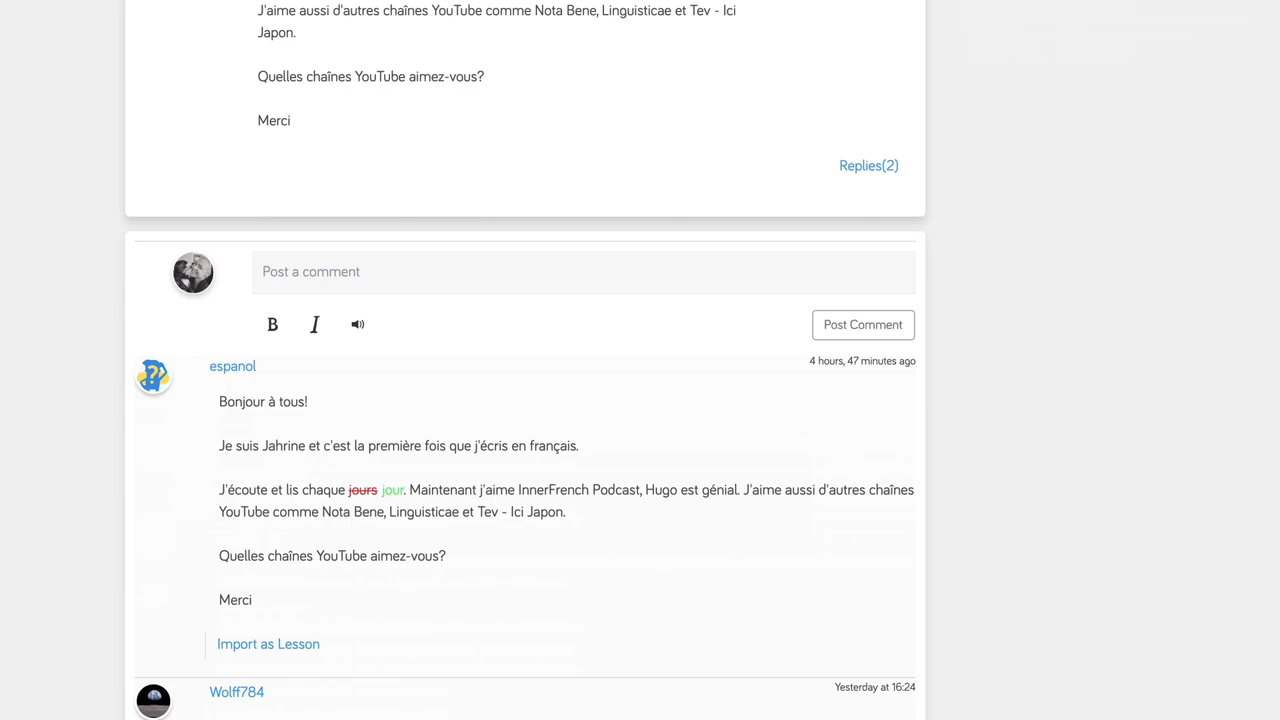 J'aime aussi d'autres chaînes YouTube comme Nota Bene, Linguisticae et Tev - Ici
Japon.
Quelles chaînes YouTube aimez-vous?
Merci
Replies(2)
Post a comment
B I
Post Comment
espanol
4 hours, 47 minutes ago
Bonjour à tous!
Je suis Jahrine et c'est la première fois que j'écris en français.
J'écoute et lis chaque jours jour. Maintenant j'aime InnerFrench Podcast, Hugo est génial. J'aime aussi d'autres chaînes
YouTube comme Nota Bene, Linguisticae et Tev - Ici Japon.
Quelles chaînes YouTube aimez-vous?
Merci
Import as Lesson
Wolff784
Yesterday at 16:24